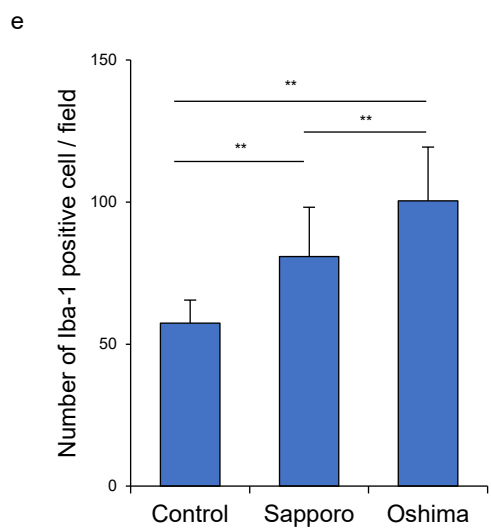 e
150
**
**
**
100
50
0
Number of Iba-1 positive cell / field
Control Sapporo Oshima